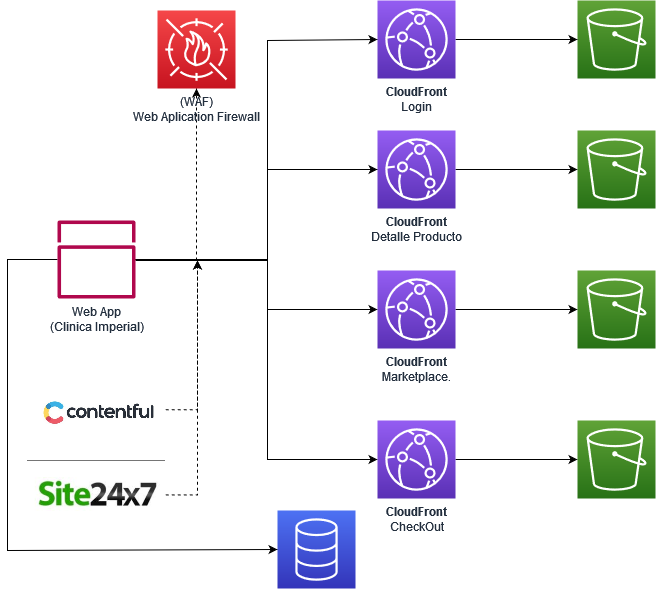 (WAF)
Web Aplication Firewall
CloudFront
Login
CloudFront
Detalle Producto
Web App
(Clinica Imperial)
CloudFront
Marketplace.
contentful
Site24x7
CloudFront
CheckOut